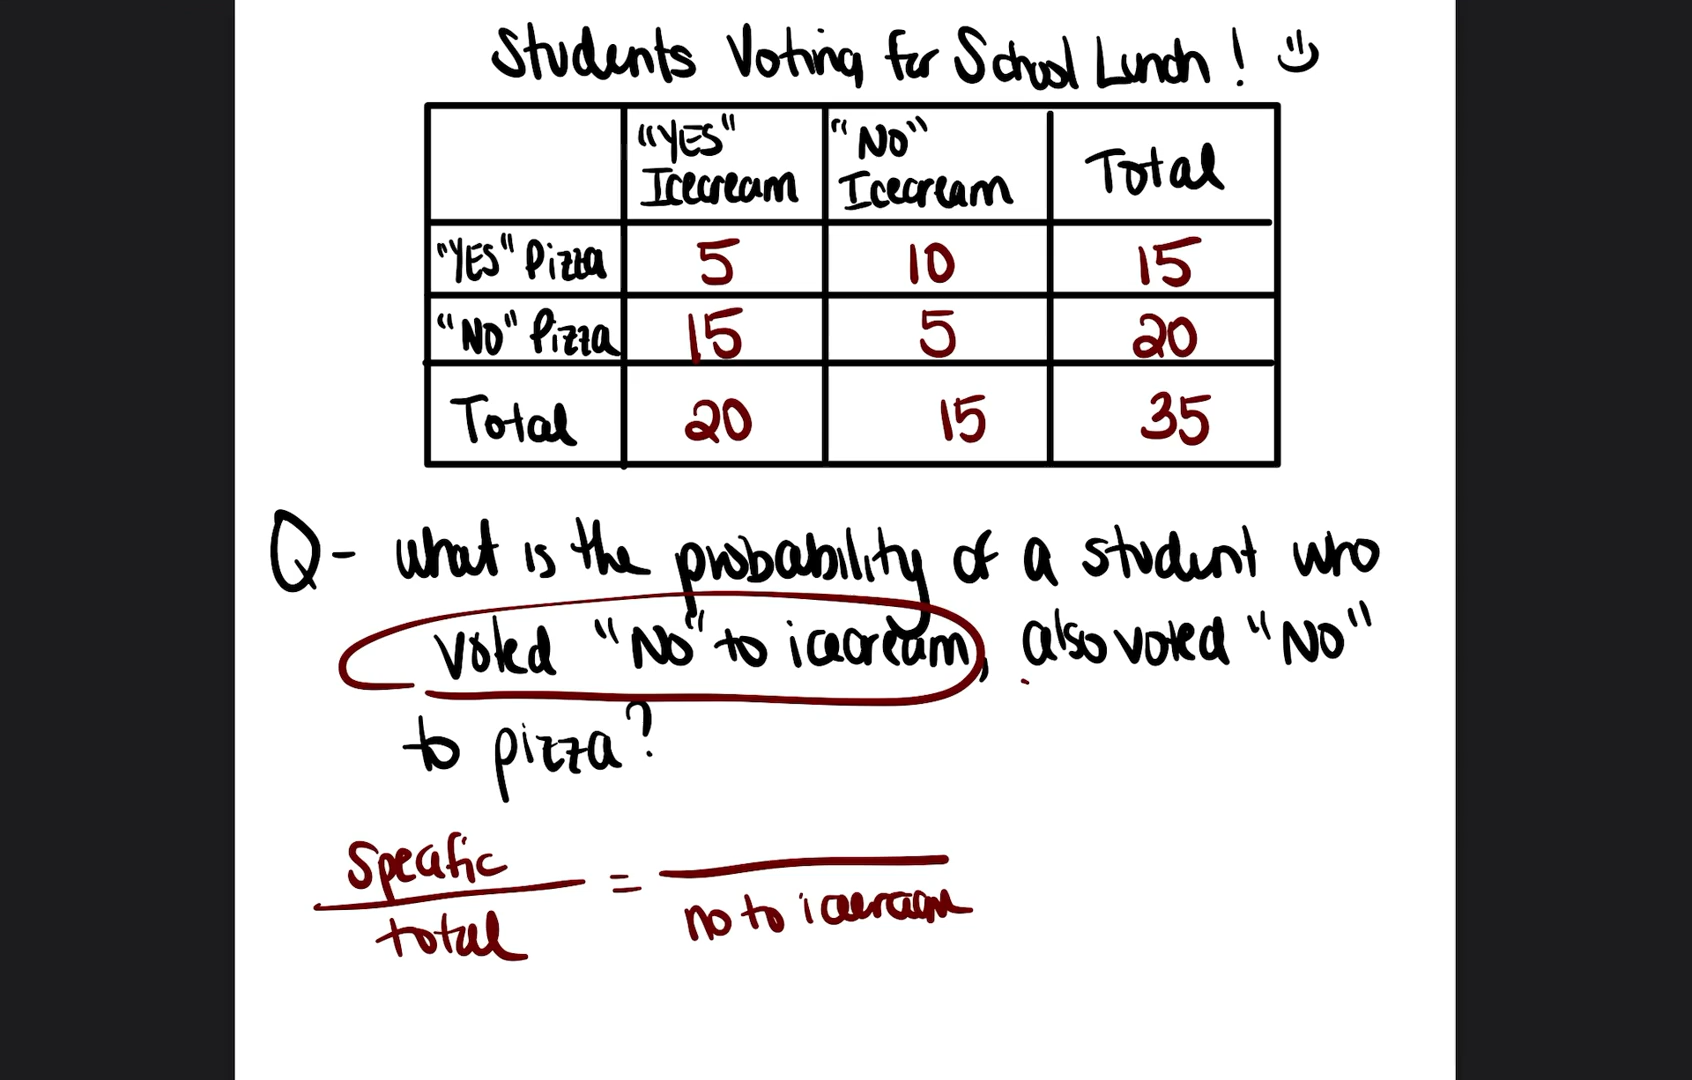 Students Voting for School Lunch!
"YES" Icecream "NO" Icecream Total
"YES" Pizza 5 10 15
"NO" Pizza 15 5 20
Total 20 15 35
Q- what is the probability of a student who
voted "No" to icecream, also voted "NO"
to pizza?
Specific
total
=
no to icecream